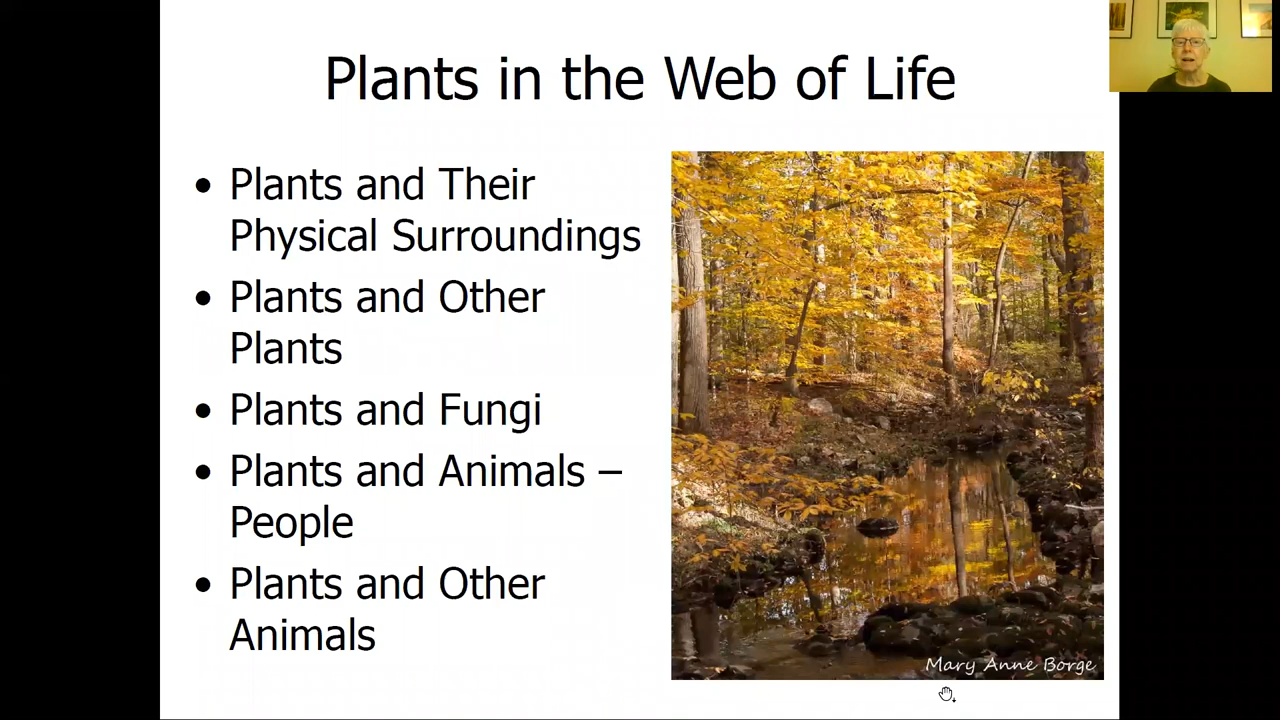 Plants in the Web of Life
• Plants and Their
Physical Surroundings
• Plants and Other
Plants
• Plants and Fungi
• Plants and Animals –
People
• Plants and Other
Animals
Mary Anne Borge